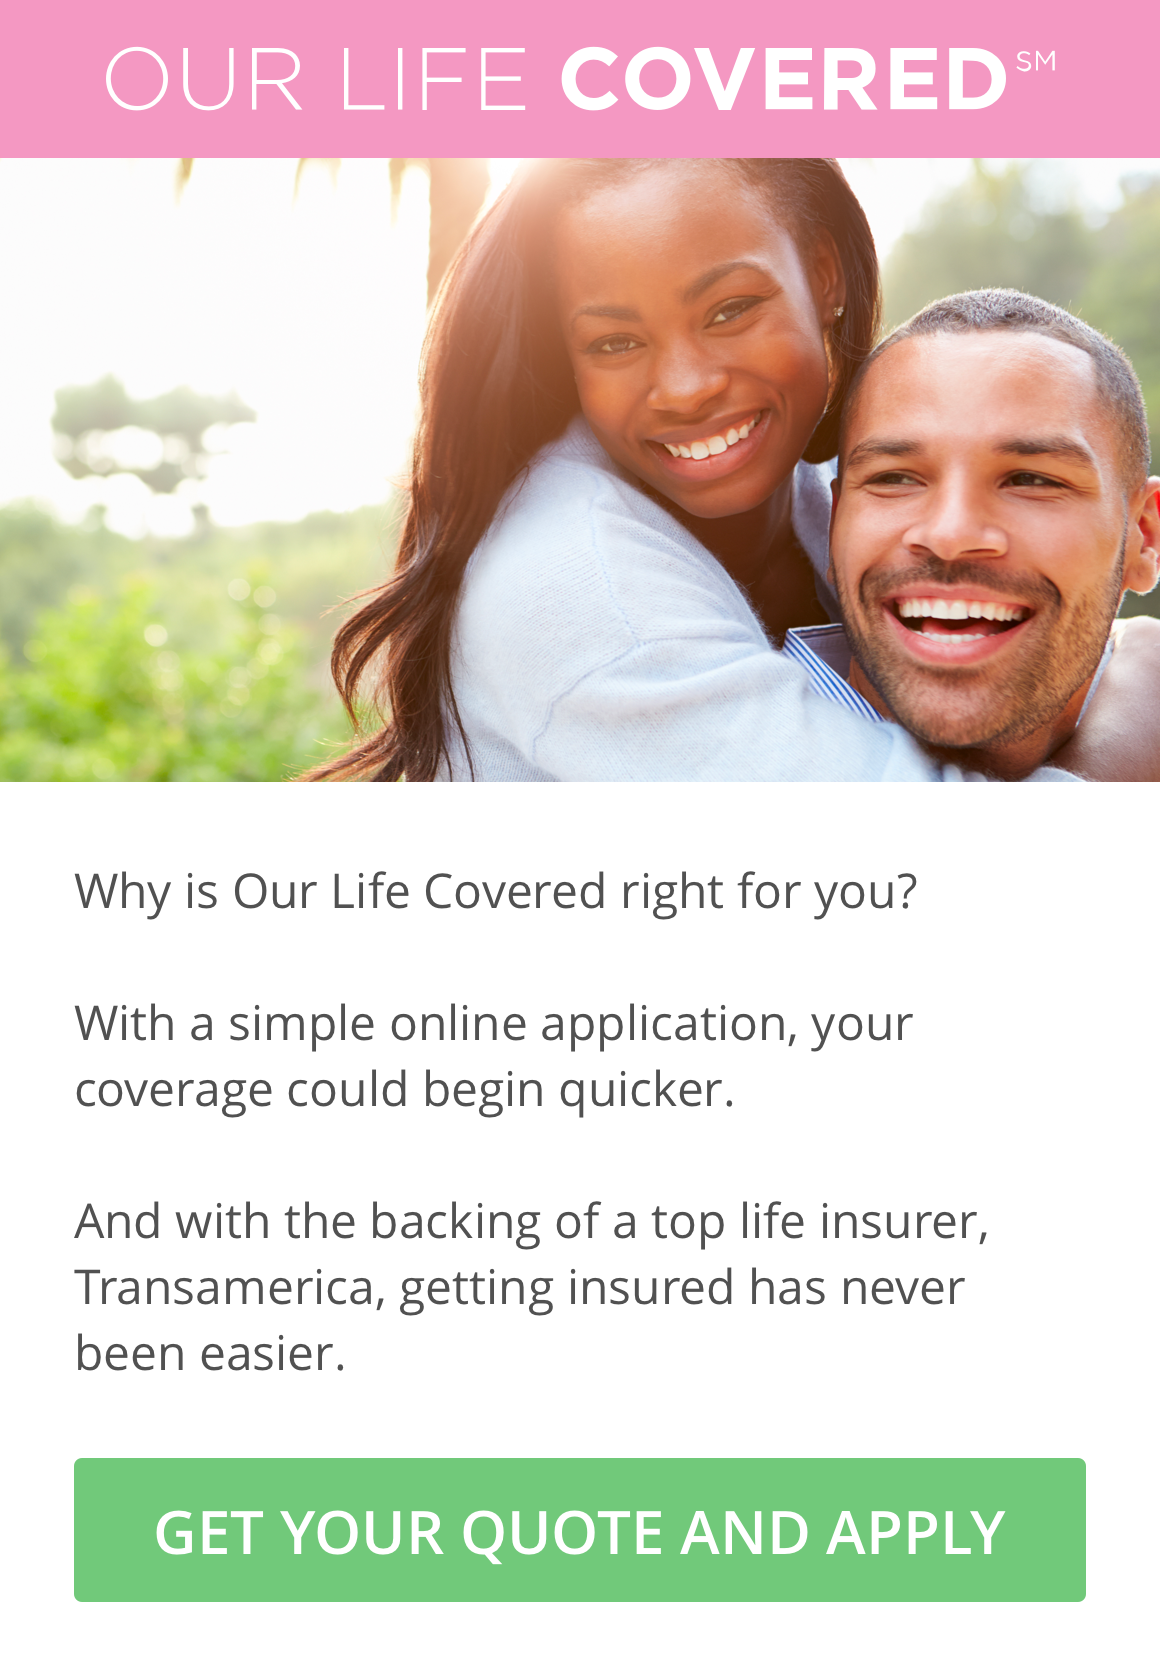 OUR LIFE COVERED℠
Why is Our Life Covered right for you?
With a simple online application, your
coverage could begin quicker.
And with the backing of a top life insurer,
Transamerica, getting insured has never
been easier.
GET YOUR QUOTE AND APPLY